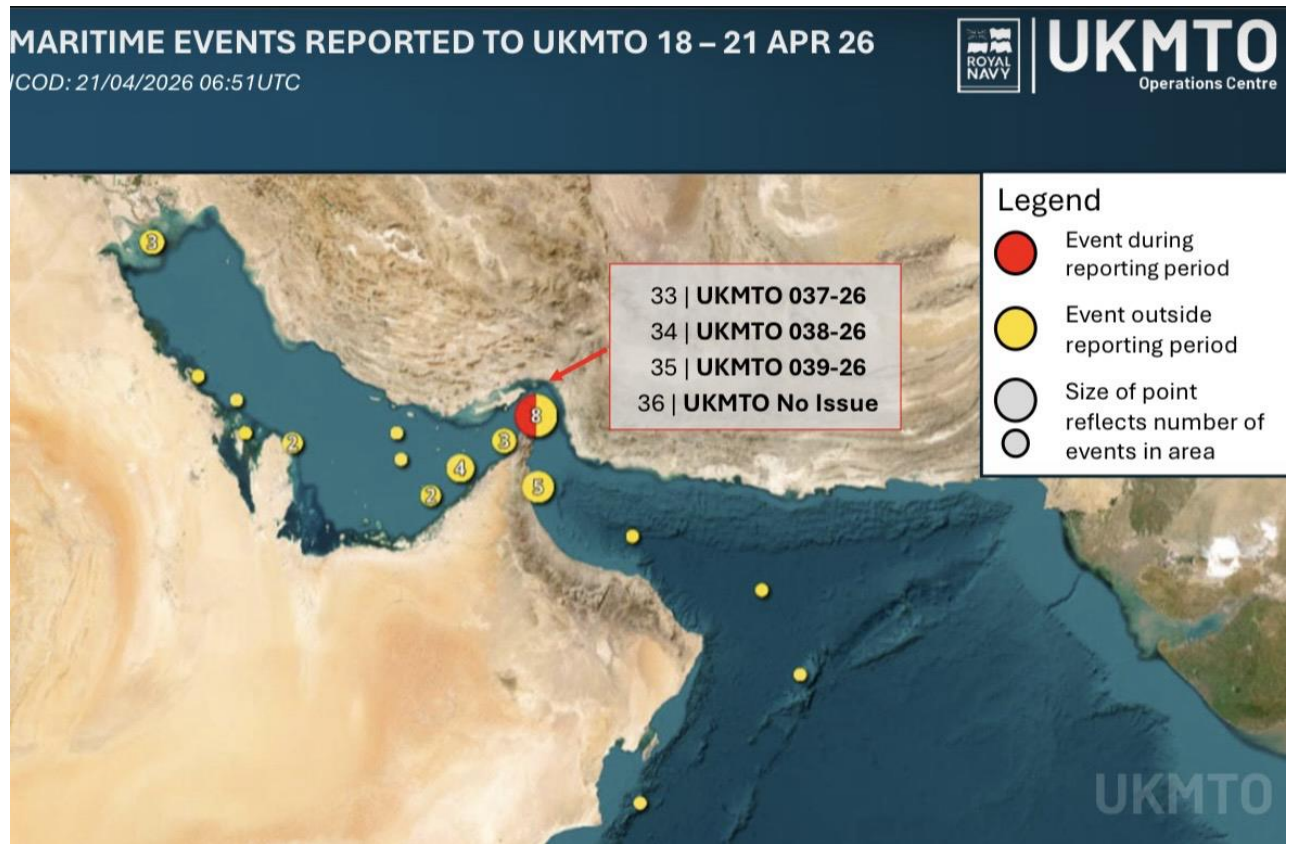 MARITIME EVENTS REPORTED TO UKMTO 18 – 21 APR 26
ICOD: 21/04/2026 06:51UTC
ROYAL
NAVY
UKMTO
Operations Centre
Legend
Event during
reporting period
Event outside
reporting period
Size of point
reflects number of
events in area
33 | UKMTO 037-26
34 | UKMTO 038-26
35 | UKMTO 039-26
36 | UKMTO No Issue
3
8
3
2
4
2
5
UKMTO